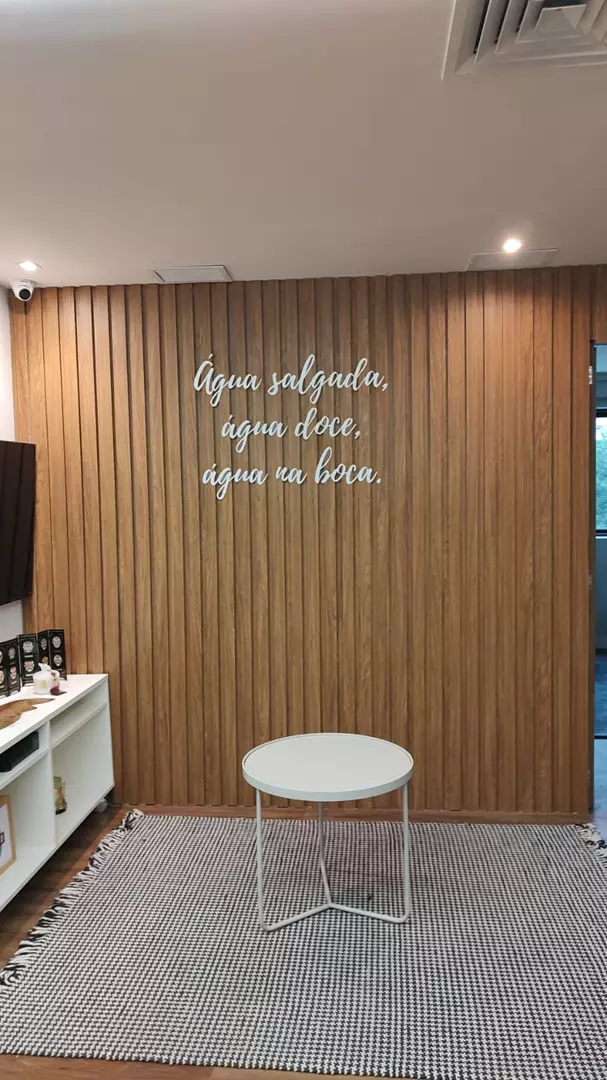 Água salgada,
água doce,
água na boca.